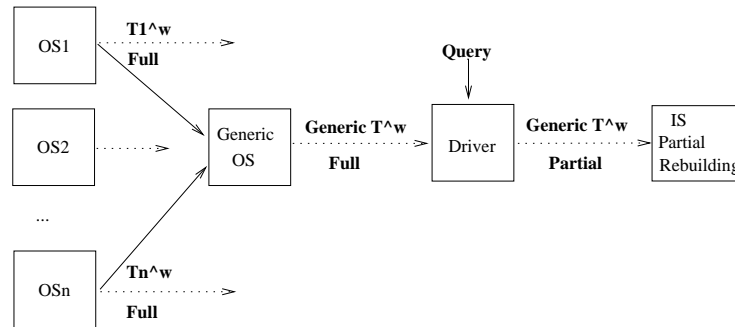 OS1
T1^w
Full
OS2
...
OSn
Tn^w
Full
Generic
OS
Generic T^w
Full
Query
Driver
Generic T^w
Partial
IS
Partial
Rebuilding